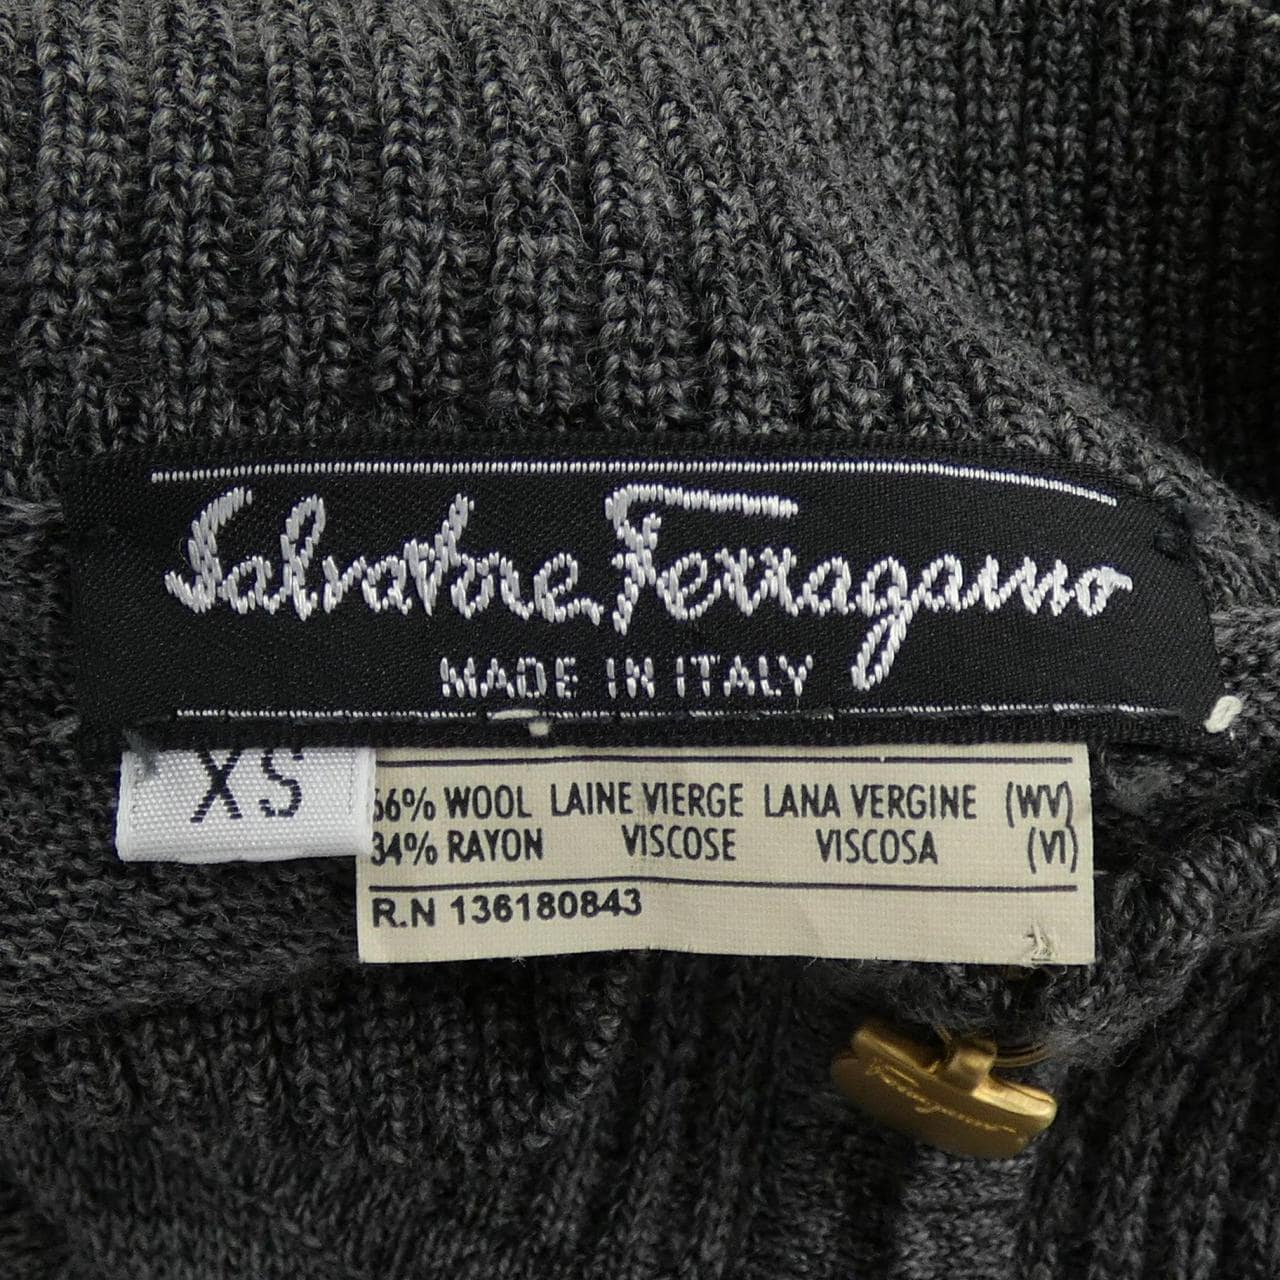 Salvatore Ferragamo
MADE IN ITALY
XS
66% WOOL LAINE VIERGE LANA VERGINE (WV)
34% RAYON VISCOSE VISCOSA (VI)
R.N 136180843
Ferragamo